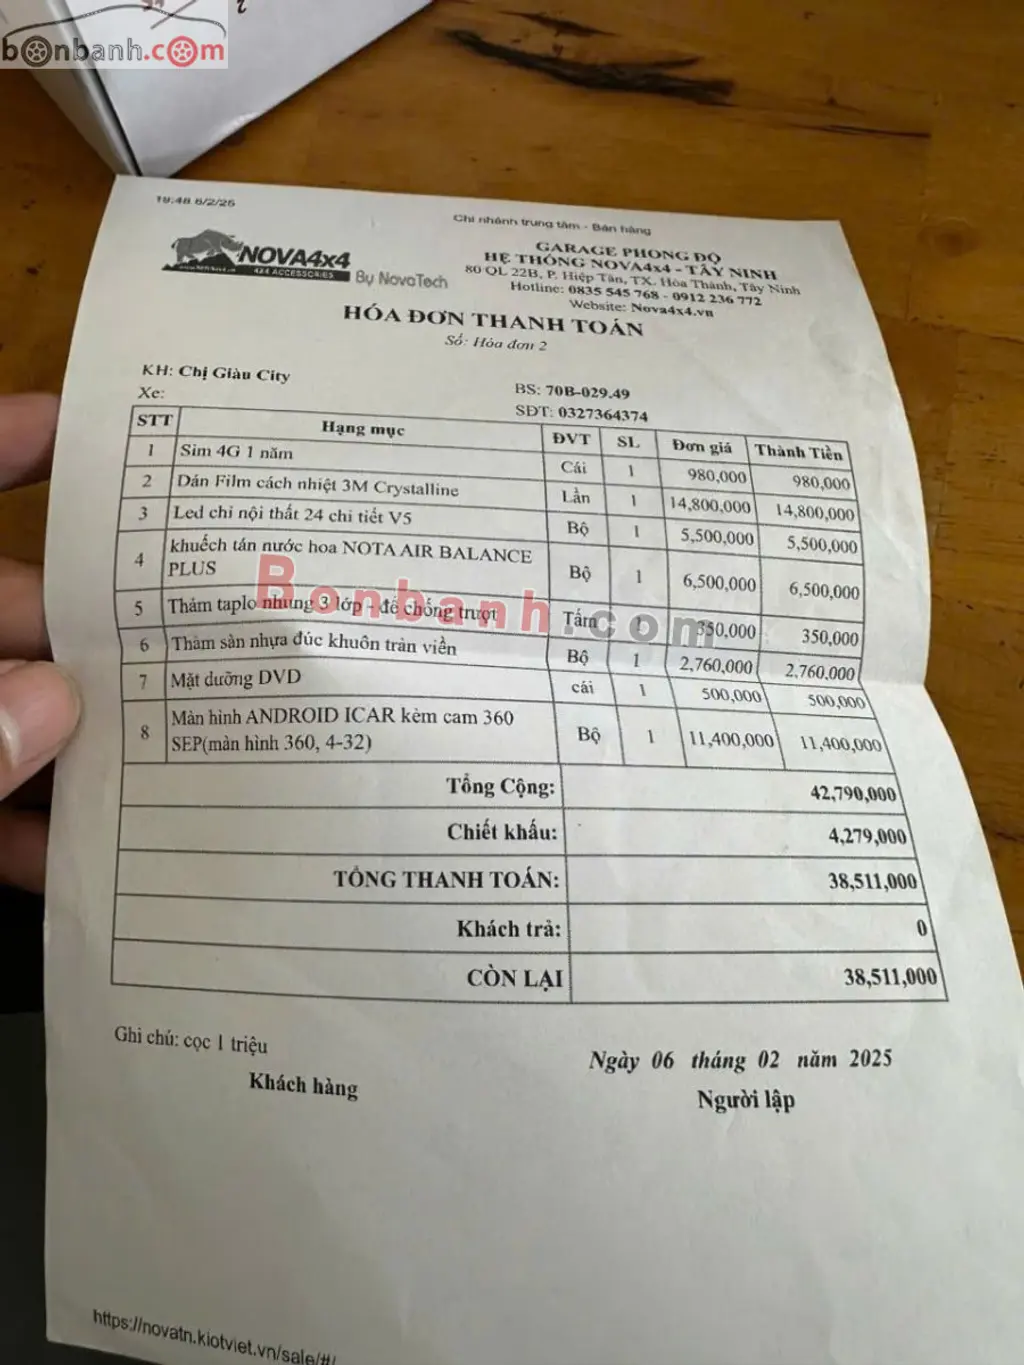 bonbanh.com
19:48 6/2/25
Chi nhánh trung tâm - Bán hàng
NOVA4x4
4X4 ACCESSORIES
By NovaTech
GARAGE PHONG ĐỘ
HỆ THỐNG NOVA4x4 - TÂY NINH
80 QL 22B, P. Hiệp Tân, TX. Hòa Thành, Tây Ninh
Hotline: 0835 545 768 - 0912 236 772
Website: Nova4x4.vn
HÓA ĐƠN THANH TOÁN
Số: Hóa đơn 2
KH: Chị Giàu City
BS: 70B-029.49
Xe:
SĐT: 0327364374
STT Hạng mục ĐVT SL Đơn giá Thành Tiền
1 Sim 4G 1 năm Cái 1 980,000 980,000
2 Dán Film cách nhiệt 3M Crystalline Lần 1 14,800,000 14,800,000
3 Led chỉ nội thất 24 chi tiết V5 Bộ 1 5,500,000 5,500,000
4 khuếch tán nước hoa NOTA AIR BALANCE
PLUS Bộ 1 6,500,000 6,500,000
5 Thảm taplo nhung 3 lớp - đế chống trượt Tấm 1 350,000 350,000
6 Thảm sàn nhựa đúc khuôn tràn viền Bộ 1 2,760,000 2,760,000
7 Mặt dưỡng DVD cái 1 500,000 500,000
8 Màn hình ANDROID ICAR kèm cam 360
SEP(màn hình 360, 4-32) Bộ 1 11,400,000 11,400,000
Tổng Cộng: 42,790,000
Chiết khấu: 4,279,000
TỔNG THANH TOÁN: 38,511,000
Khách trả: 0
CÒN LẠI 38,511,000
Bonbanh.com
Ghi chú: cọc 1 triệu
Ngày 06 tháng 02 năm 2025
Khách hàng
Người lập
https://novatn.kiotviet.vn/sale/#/